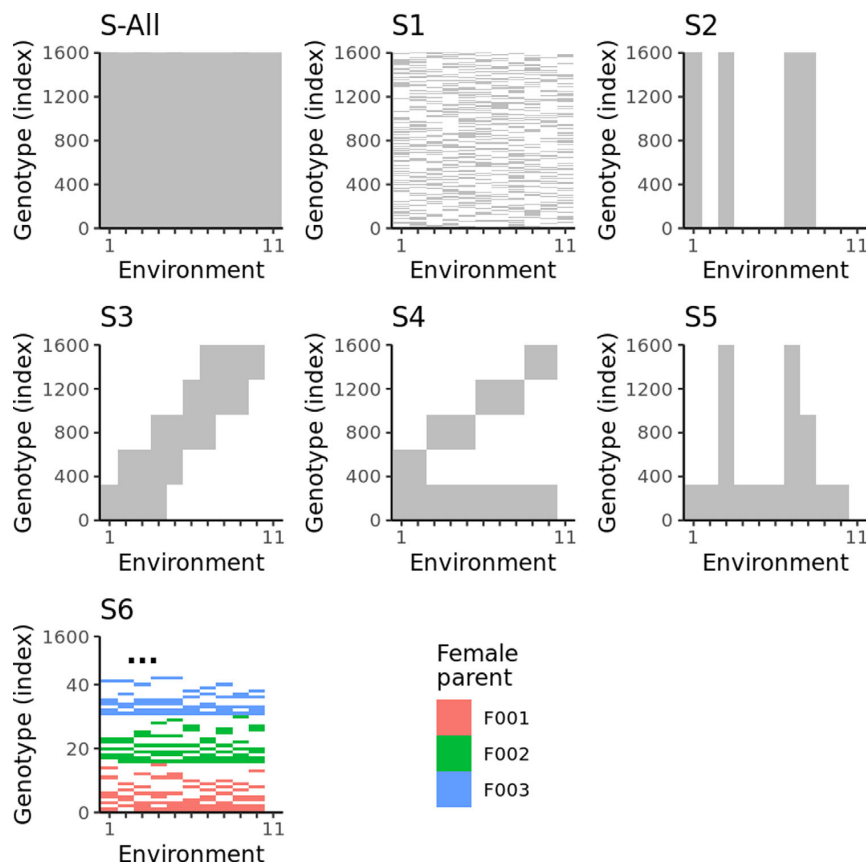 S-All
S1
S2
Genotype (index)
1600
1200
800
400
0
1 11
Environment
Genotype (index)
1600
1200
800
400
0
1 11
Environment
Genotype (index)
1600
1200
800
400
0
1 11
Environment
S3
S4
S5
Genotype (index)
1600
1200
800
400
0
1 11
Environment
Genotype (index)
1600
1200
800
400
0
1 11
Environment
Genotype (index)
1600
1200
800
400
0
1 11
Environment
S6
Genotype (index)
1600
...
40
20
0
1 11
Environment
Female
parent
F001
F002
F003